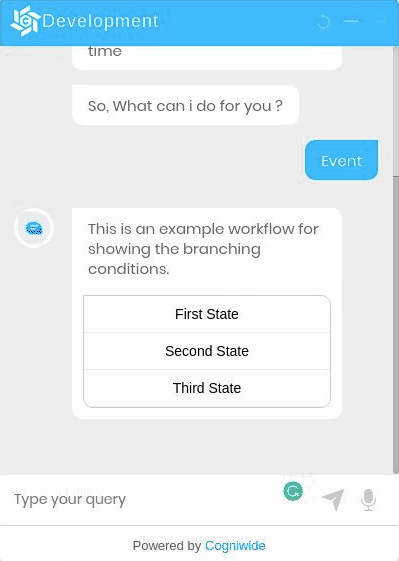 Development
time
So, What can i do for you ?
Event
This is an example workflow for
showing the branching
conditions.
First State
Second State
Third State
Type your query
Powered by Cogniwide